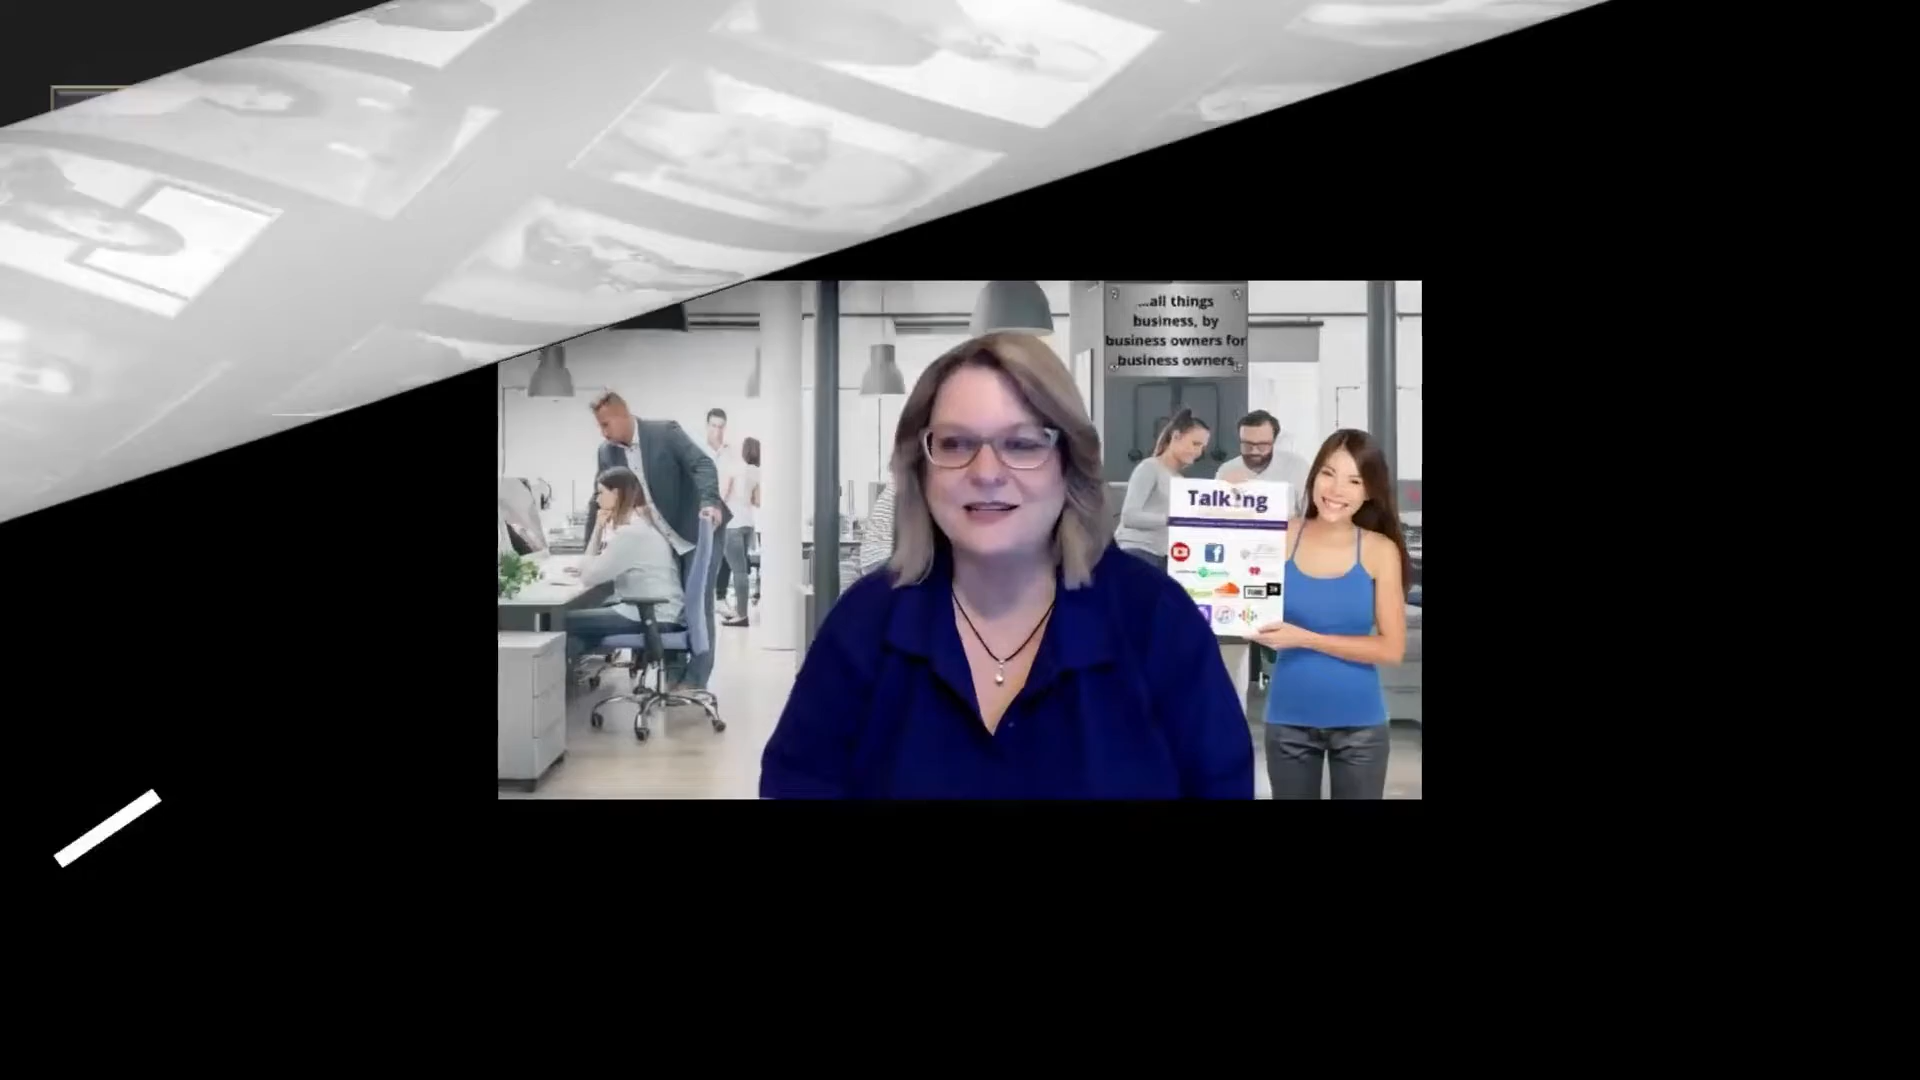 ...all things
business, by
business owners for
business owners.
Talking